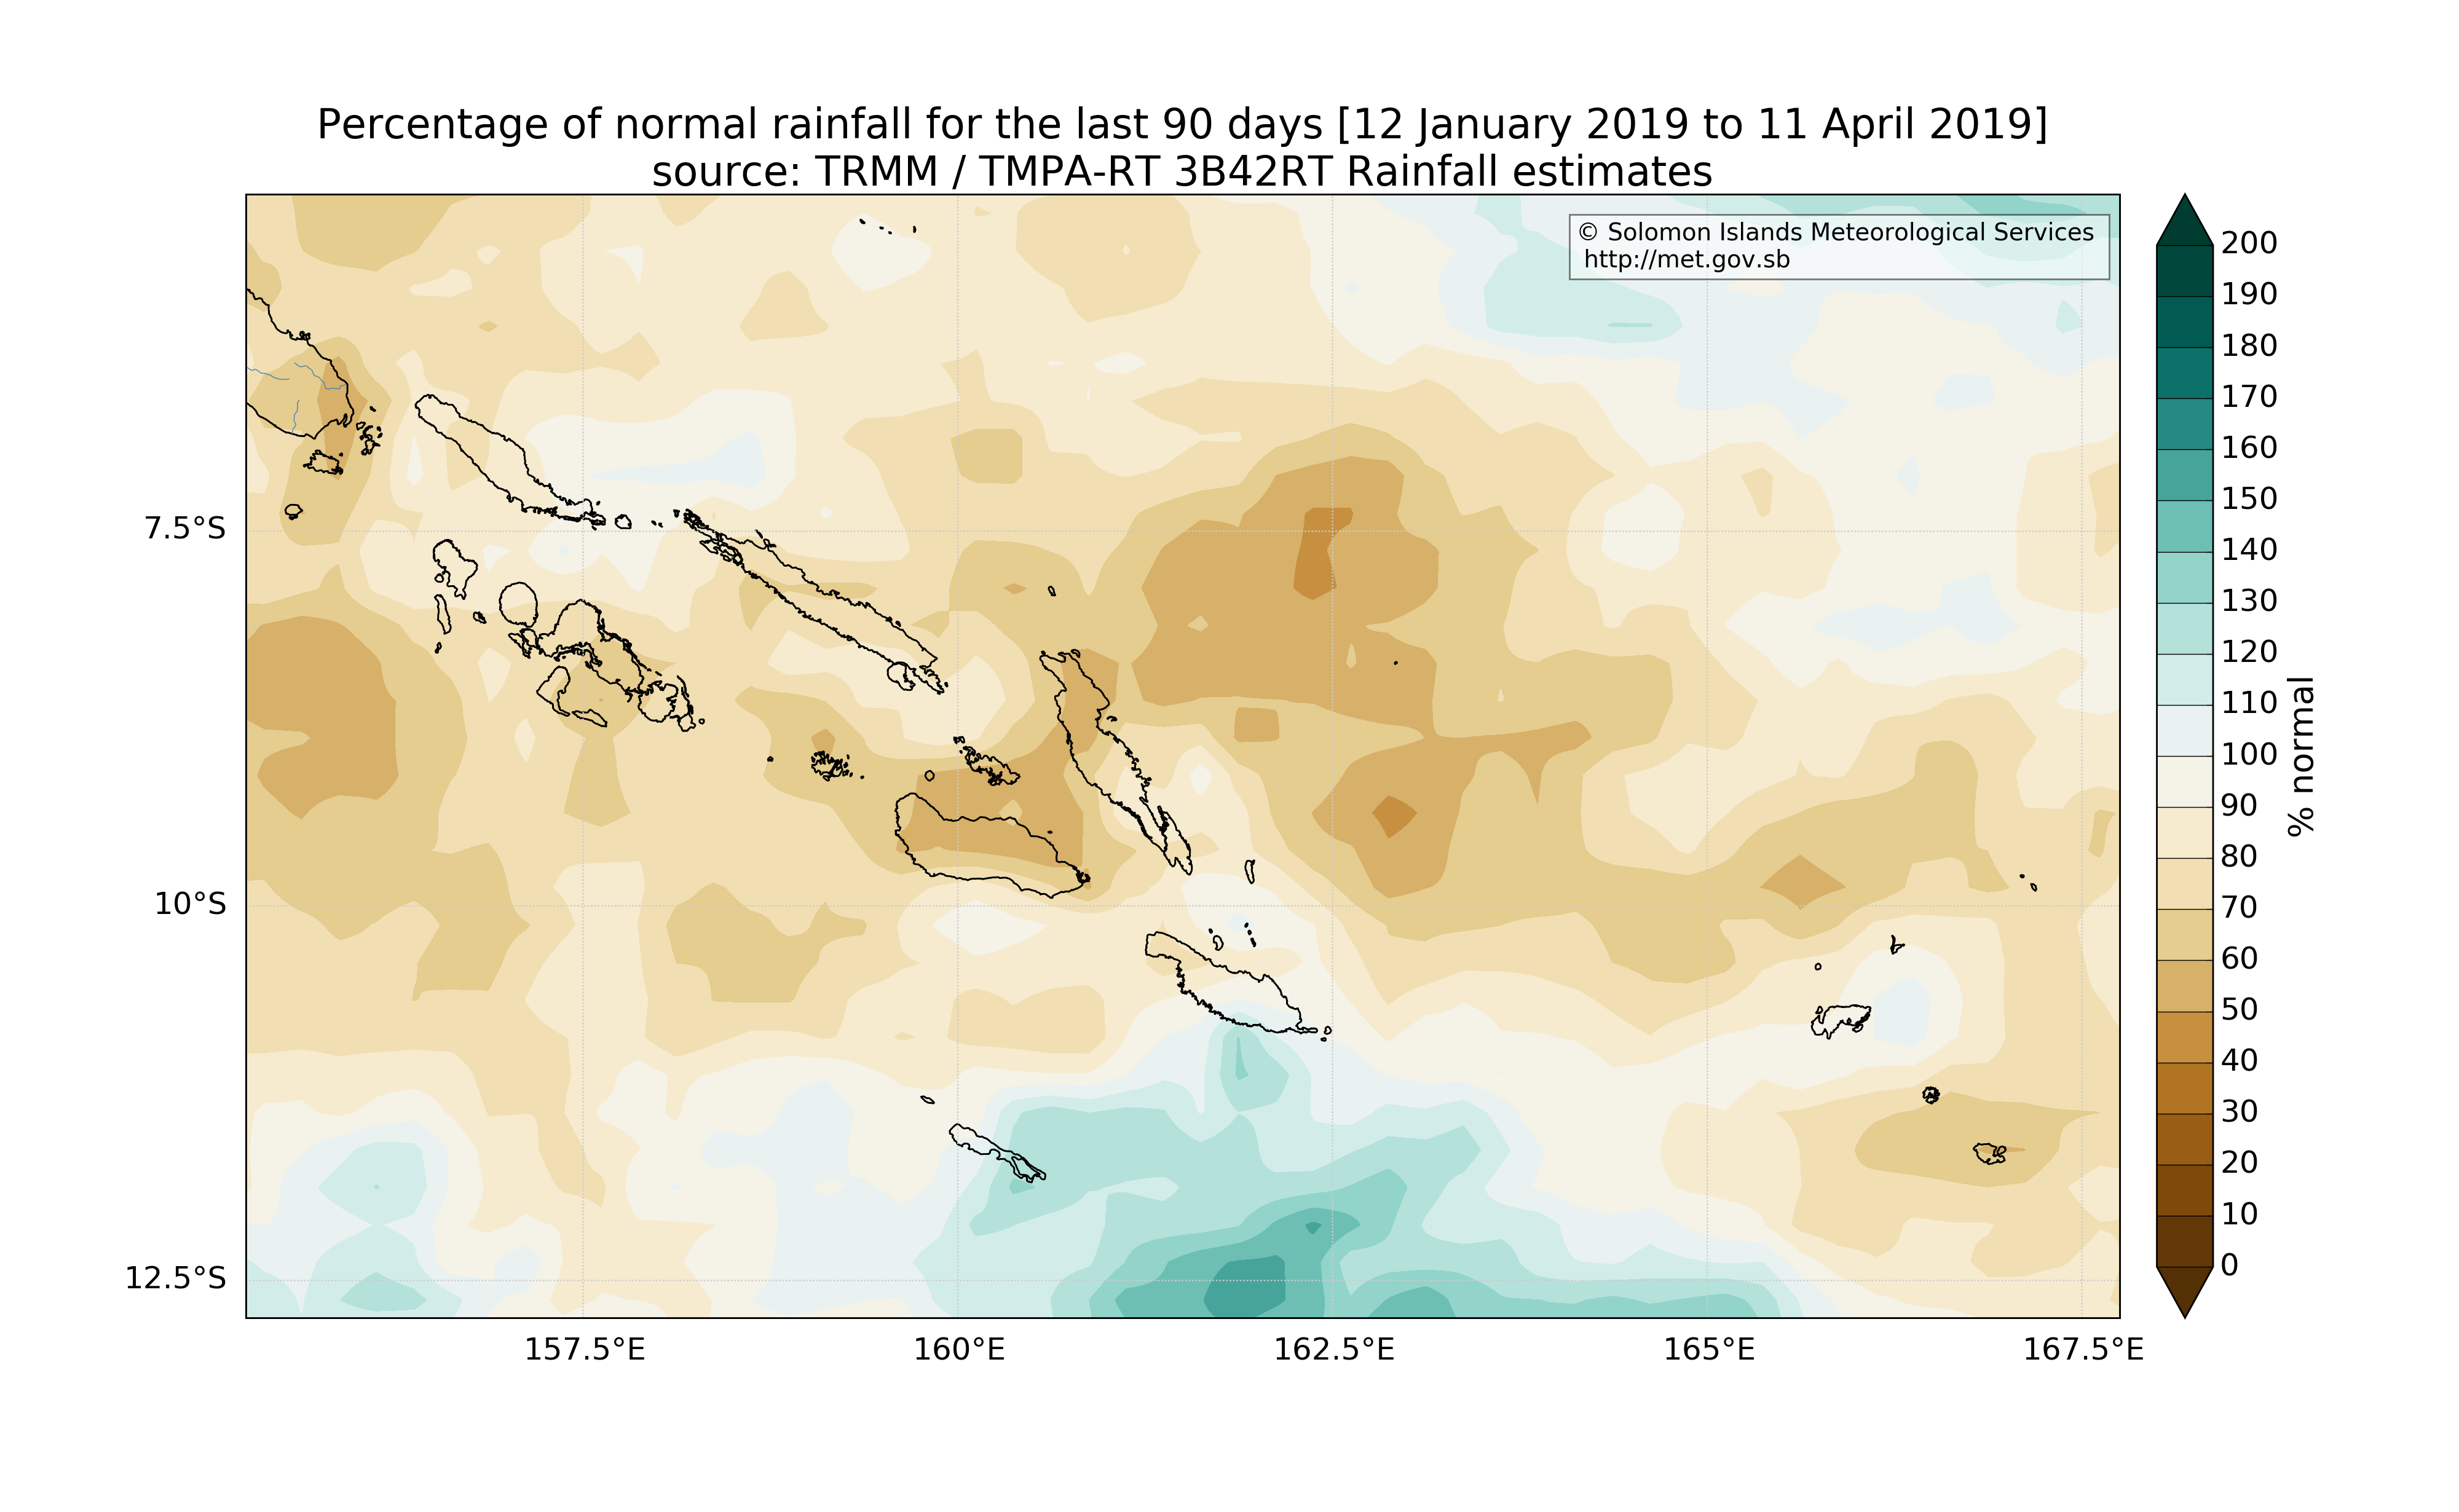 Percentage of normal rainfall for the last 90 days [12 January 2019 to 11 April 2019]
source: TRMM / TMPA-RT 3B42RT Rainfall estimates
© Solomon Islands Meteorological Services
http://met.gov.sb
7.5°S
10°S
12.5°S
157.5°E
160°E
162.5°E
165°E
167.5°E
200
190
180
170
160
150
140
130
120
110
100
90
80
70
60
50
40
30
20
10
0
% normal